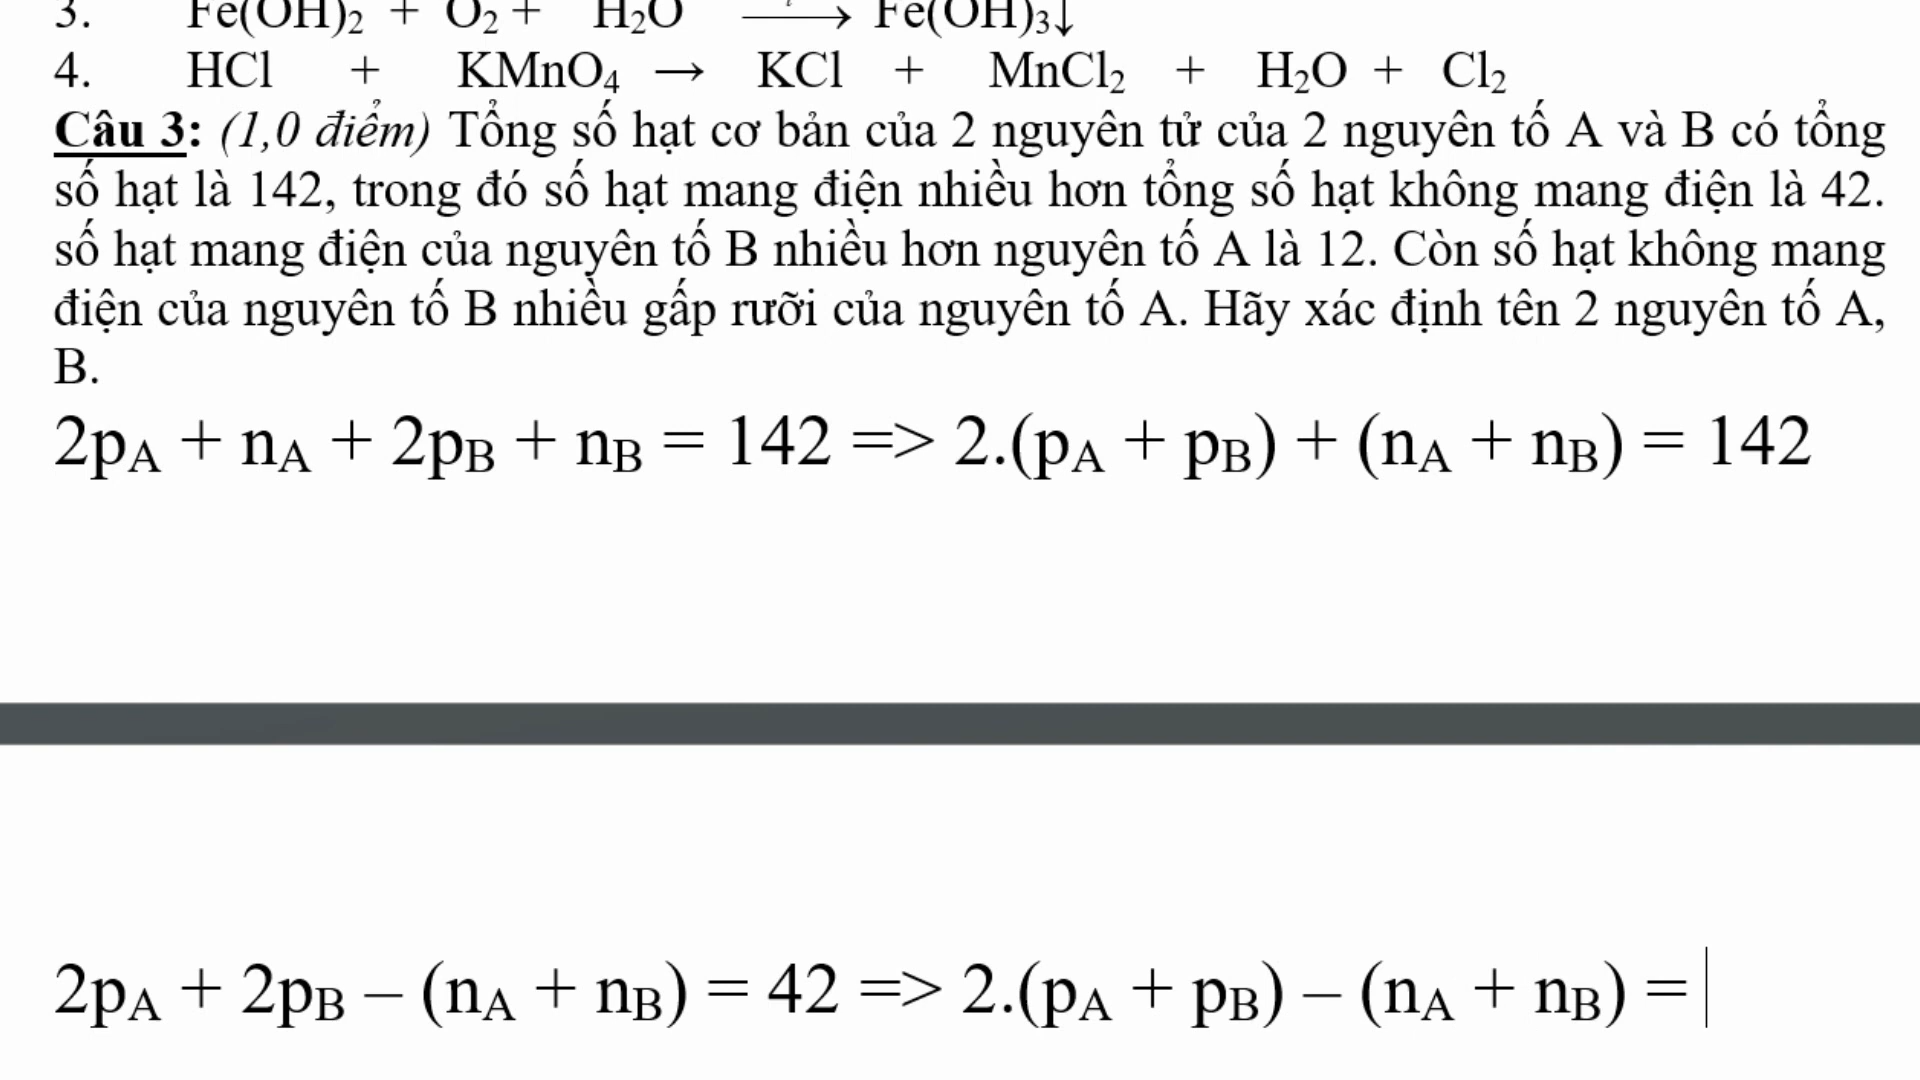 3. Fe(OH)₂ + O₂ + H₂O ⟶ Fe(OH)₃↓
4. HCl + KMnO₄ → KCl + MnCl₂ + H₂O + Cl₂
Câu 3: (1,0 điểm) Tổng số hạt cơ bản của 2 nguyên tử của 2 nguyên tố A và B có tổng
số hạt là 142, trong đó số hạt mang điện nhiều hơn tổng số hạt không mang điện là 42.
số hạt mang điện của nguyên tố B nhiều hơn nguyên tố A là 12. Còn số hạt không mang
điện của nguyên tố B nhiều gấp rưỡi của nguyên tố A. Hãy xác định tên 2 nguyên tố A,
B.
2pA + nA + 2pB + nB = 142 => 2.(pA + pB) + (nA + nB) = 142
2pA + 2pB – (nA + nB) = 42 => 2.(pA + pB) – (nA + nB) =